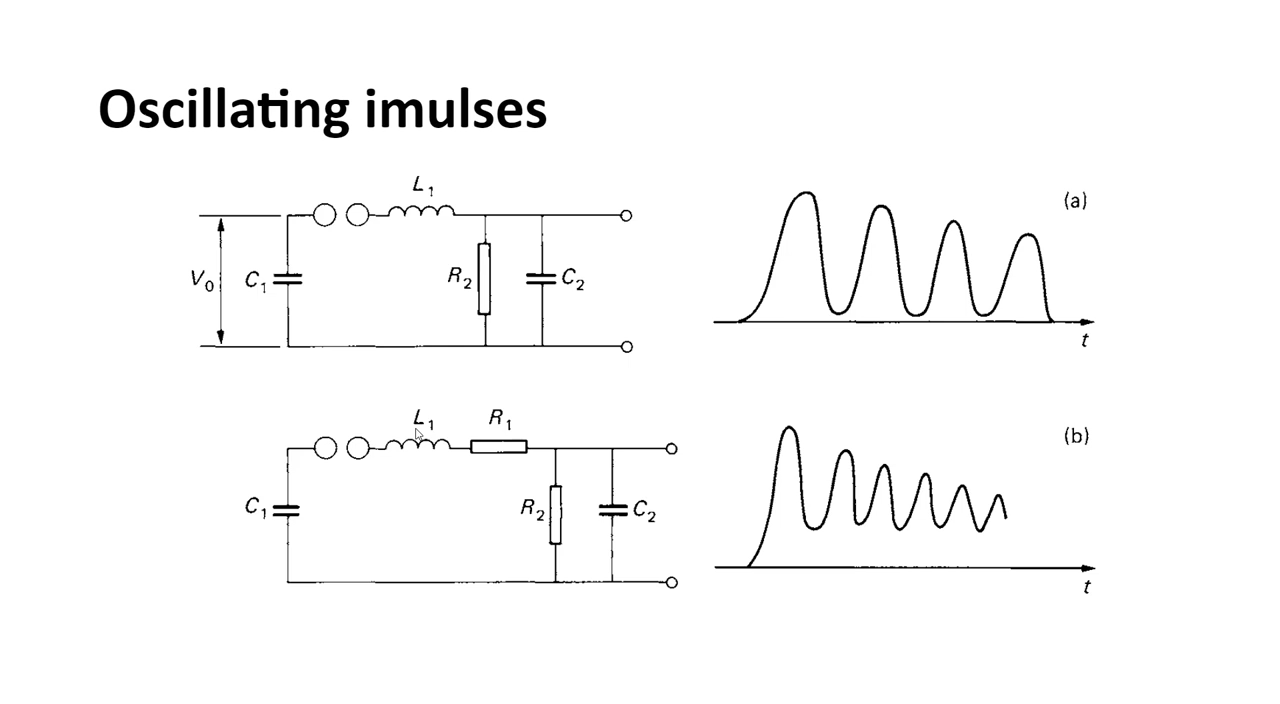 Oscillating imulses
L₁
(a)
V₀
C₁
R₂
C₂
t
L₁
R₁
(b)
C₁
R₂
C₂
t